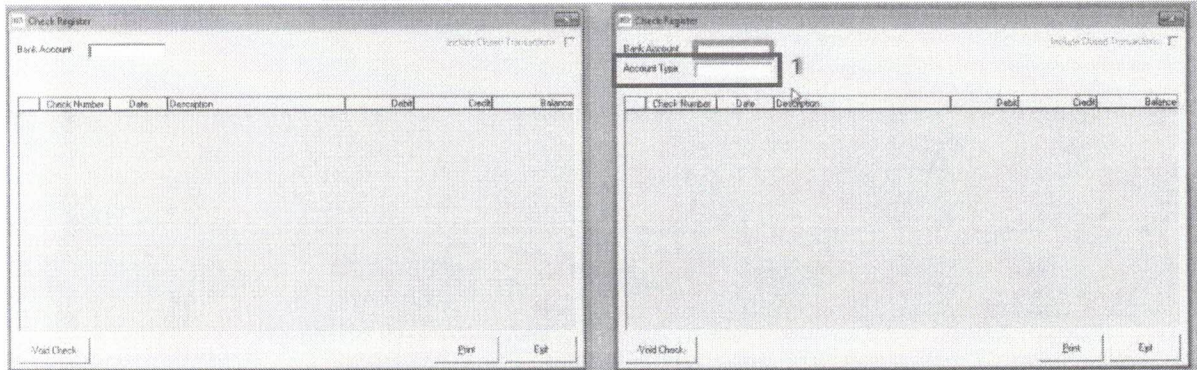 Check Register
Bank Account
Include Closed Transactions
Check Number Date Description Debit Credit Balance
Void Check
Print Exit
Check Register
Bank Account
Include Closed Transactions
Account Type
1
Check Number Date Description Debit Credit Balance
Void Check
Print Exit